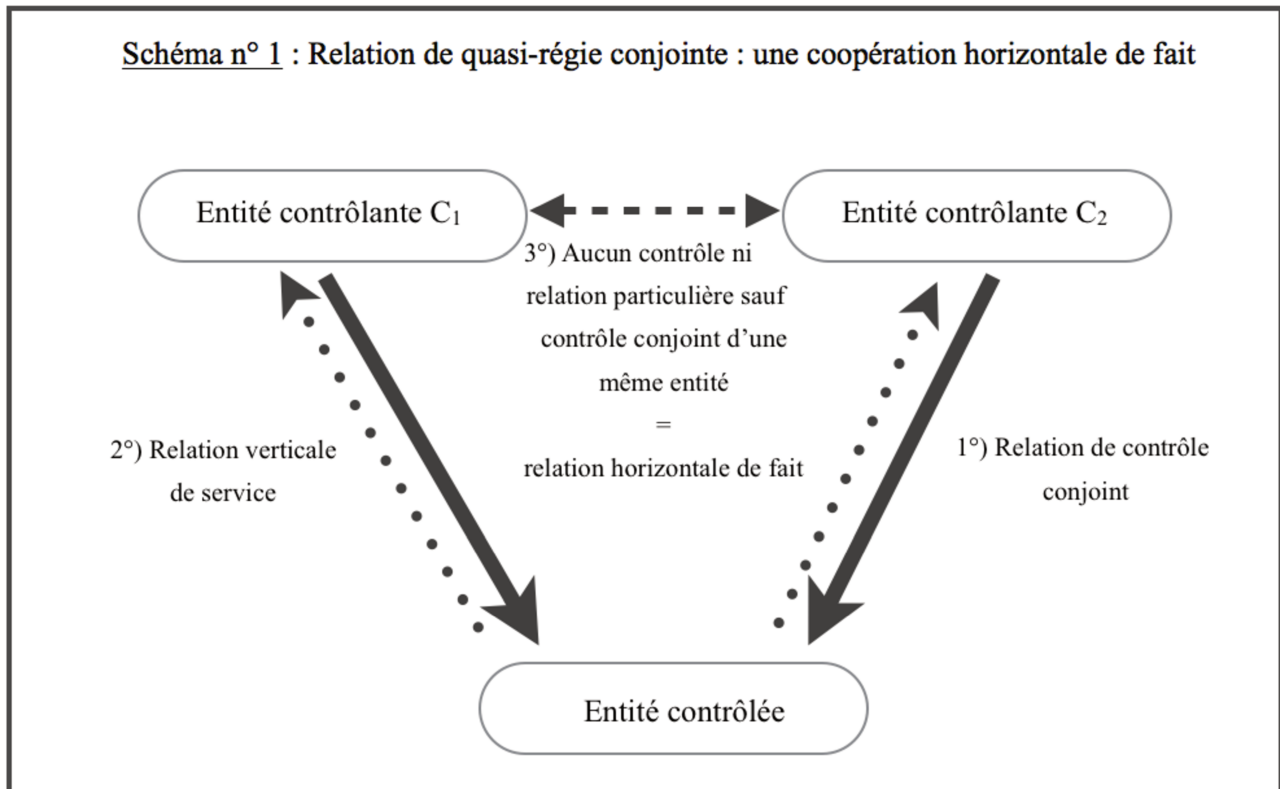 Schéma n° 1 : Relation de quasi-régie conjointe : une coopération horizontale de fait
Entité contrôlante C₁
Entité contrôlante C₂
3°) Aucun contrôle ni
relation particulière sauf
contrôle conjoint d’une
même entité
=
relation horizontale de fait
2°) Relation verticale
de service
1°) Relation de contrôle
conjoint
Entité contrôlée